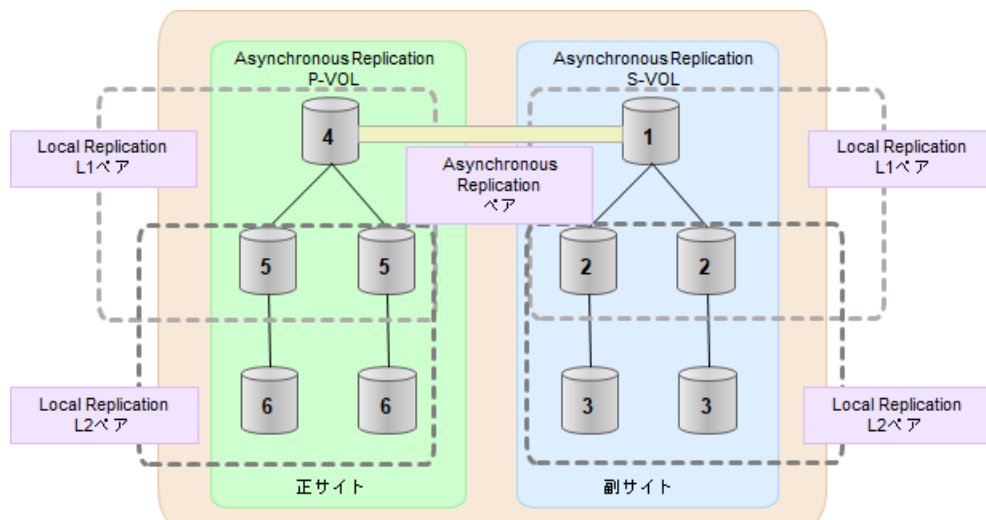 Asynchronous Replication
P-VOL
Asynchronous Replication
S-VOL
4
1
Local Replication
L1ペア
Asynchronous
Replication
ペア
Local Replication
L1ペア
5
5
2
2
6
6
3
3
Local Replication
L2ペア
Local Replication
L2ペア
正サイト
副サイト